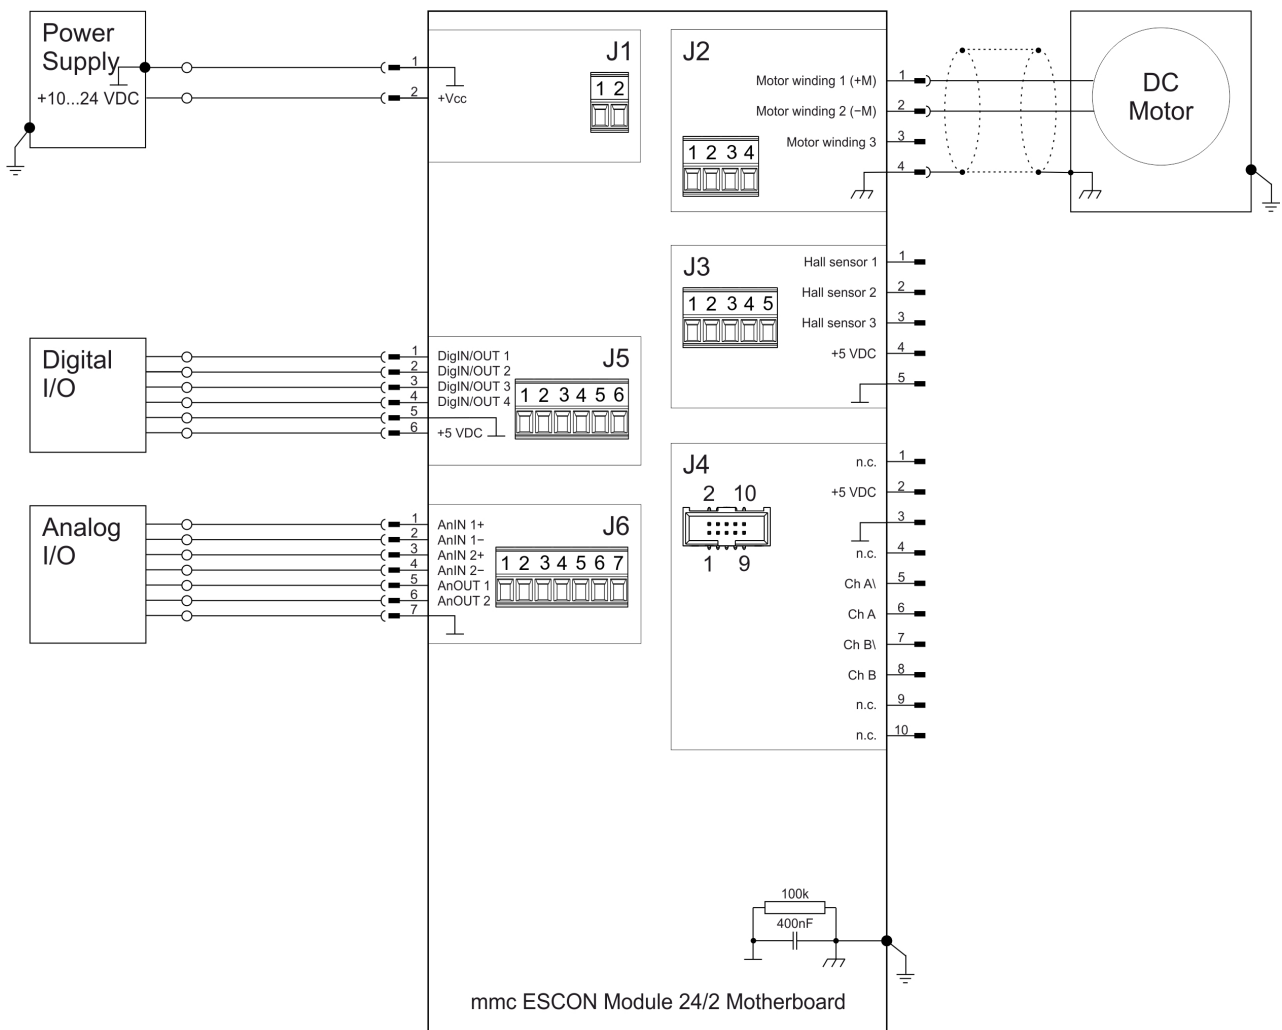 Power
Supply
+10...24 VDC
1
2
+Vcc
J1
1 2
J2
1 2 3 4
Motor winding 1 (+M)
1
Motor winding 2 (−M)
2
Motor winding 3
3
4
DC
Motor
J3
1 2 3 4 5
Hall sensor 1
1
Hall sensor 2
2
Hall sensor 3
3
+5 VDC
4
5
Digital
I/O
1
DigIN/OUT 1
2
DigIN/OUT 2
3
DigIN/OUT 3
4
DigIN/OUT 4
5
6
+5 VDC
J5
1 2 3 4 5 6
J4
2 10
1 9
n.c.
1
+5 VDC
2
3
n.c.
4
Ch A\
5
Ch A
6
Ch B\
7
Ch B
8
n.c.
9
n.c.
10
Analog
I/O
1
AnIN 1+
2
AnIN 1−
3
AnIN 2+
4
AnIN 2−
5
AnOUT 1
6
AnOUT 2
7
J6
1 2 3 4 5 6 7
100k
400nF
mmc ESCON Module 24/2 Motherboard